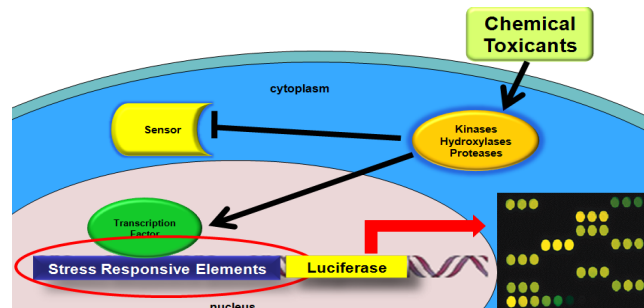 Chemical
Toxicants
cytoplasm
Sensor
Kinases
Hydroxylases
Proteases
Transcription
Factor
Stress Responsive Elements
Luciferase
nucleus